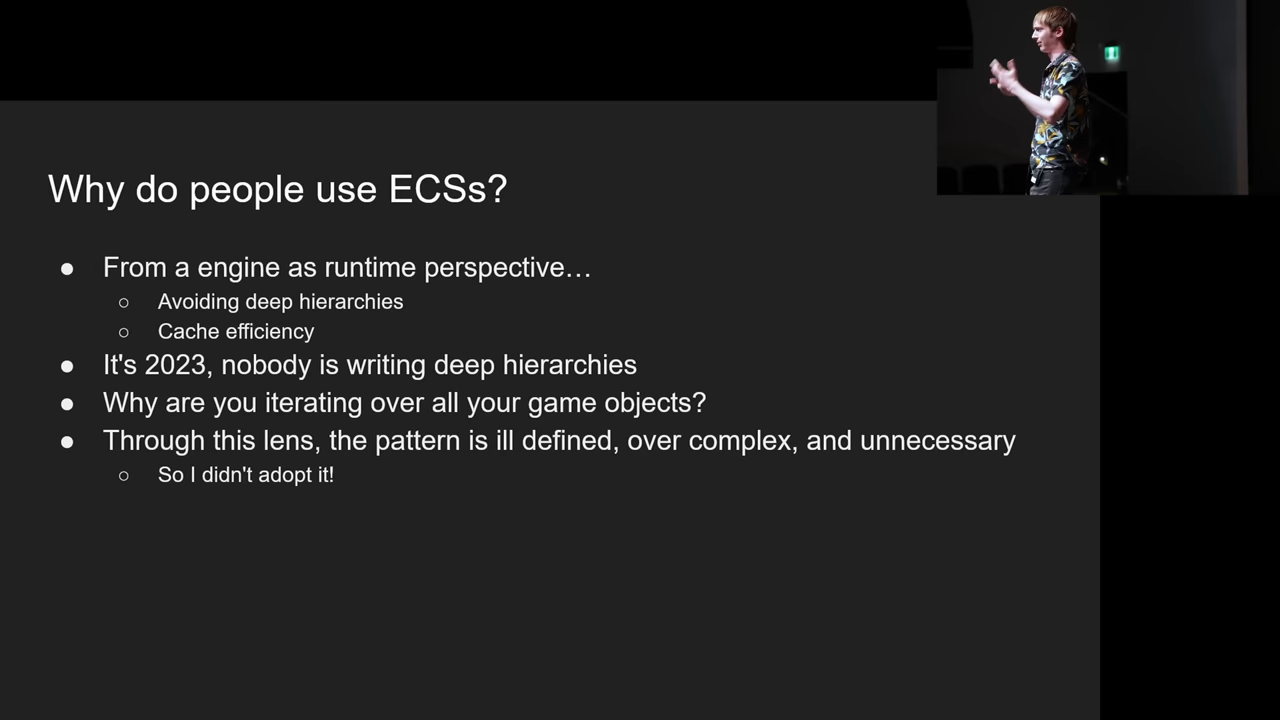 Why do people use ECSs?
● From a engine as runtime perspective…
○ Avoiding deep hierarchies
○ Cache efficiency
● It's 2023, nobody is writing deep hierarchies
● Why are you iterating over all your game objects?
● Through this lens, the pattern is ill defined, over complex, and unnecessary
○ So I didn't adopt it!